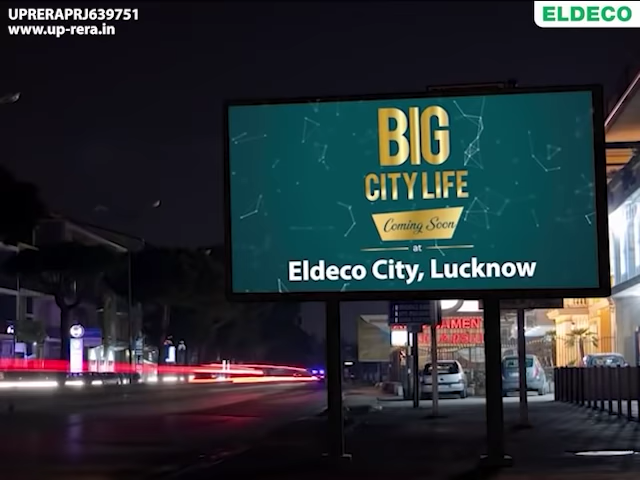 UPRERAPRJ639751
www.up-rera.in
ELDECO
BIG
CITY LIFE
Coming Soon
at
Eldeco City, Lucknow